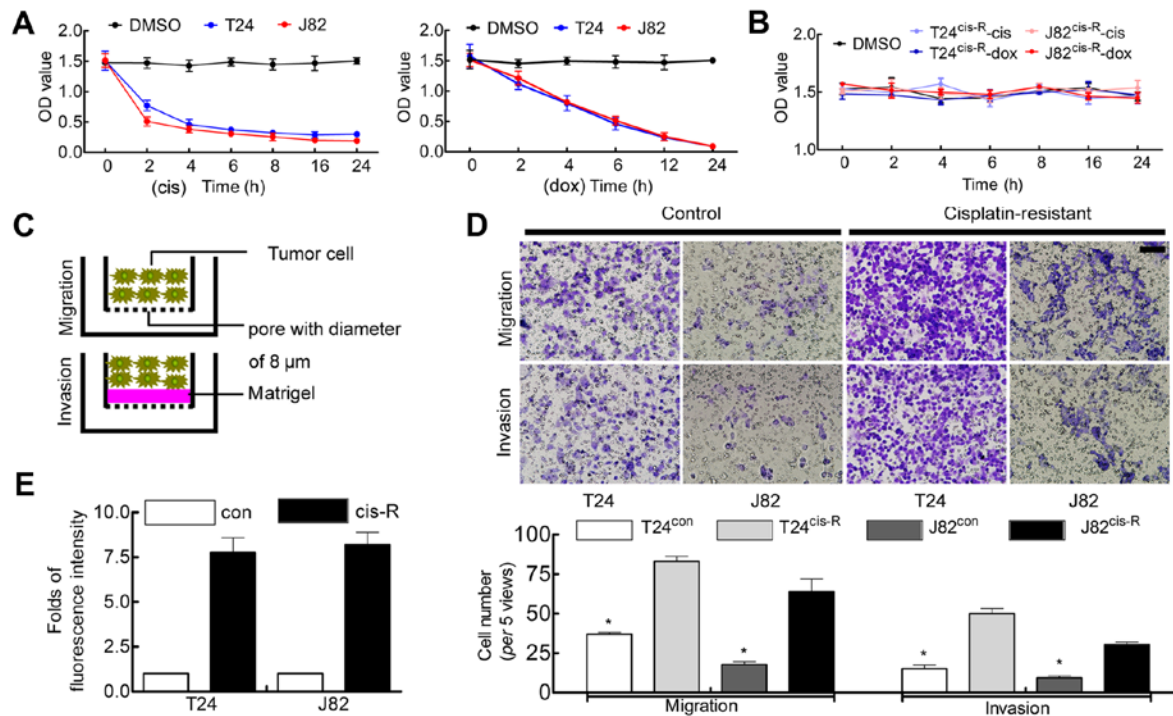 A
DMSO T24 J82
OD value
2.0
1.5
1.0
0.5
0.0
0 2 4 6 8 16 24
(cis) Time (h)
DMSO T24 J82
OD value
2.0
1.5
1.0
0.5
0.0
0 2 4 6 8 12 24
(dox) Time (h)
B
DMSO T24cis-R-cis J82cis-R-cis
T24cis-R-dox J82cis-R-dox
OD value
2.0
1.5
1.0
0 2 4 6 8 16 24
Time (h)
C
Migration
Tumor cell
pore with diameter
of 8 μm
Invasion
Matrigel
D
Control Cisplatin-resistant
Migration
Invasion
T24 J82 T24 J82
T24con T24cis-R J82con J82cis-R
Cell number
(per 5 views)
100
75
50
25
0
* * * *
Migration Invasion
E
con cis-R
Folds of
fluorescence intensity
10.0
7.5
5.0
2.5
0.0
T24 J82